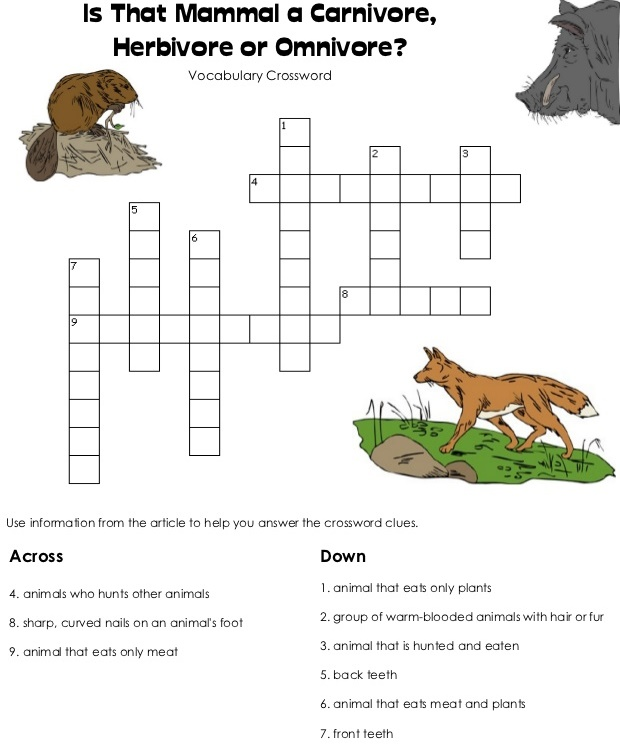 Is That Mammal a Carnivore,
Herbivore or Omnivore?
Vocabulary Crossword
1
2
3
4
5
6
7
8
9
Use information from the article to help you answer the crossword clues.
Across
4. animals who hunts other animals
8. sharp, curved nails on an animal's foot
9. animal that eats only meat
Down
1. animal that eats only plants
2. group of warm-blooded animals with hair or fur
3. animal that is hunted and eaten
5. back teeth
6. animal that eats meat and plants
7. front teeth